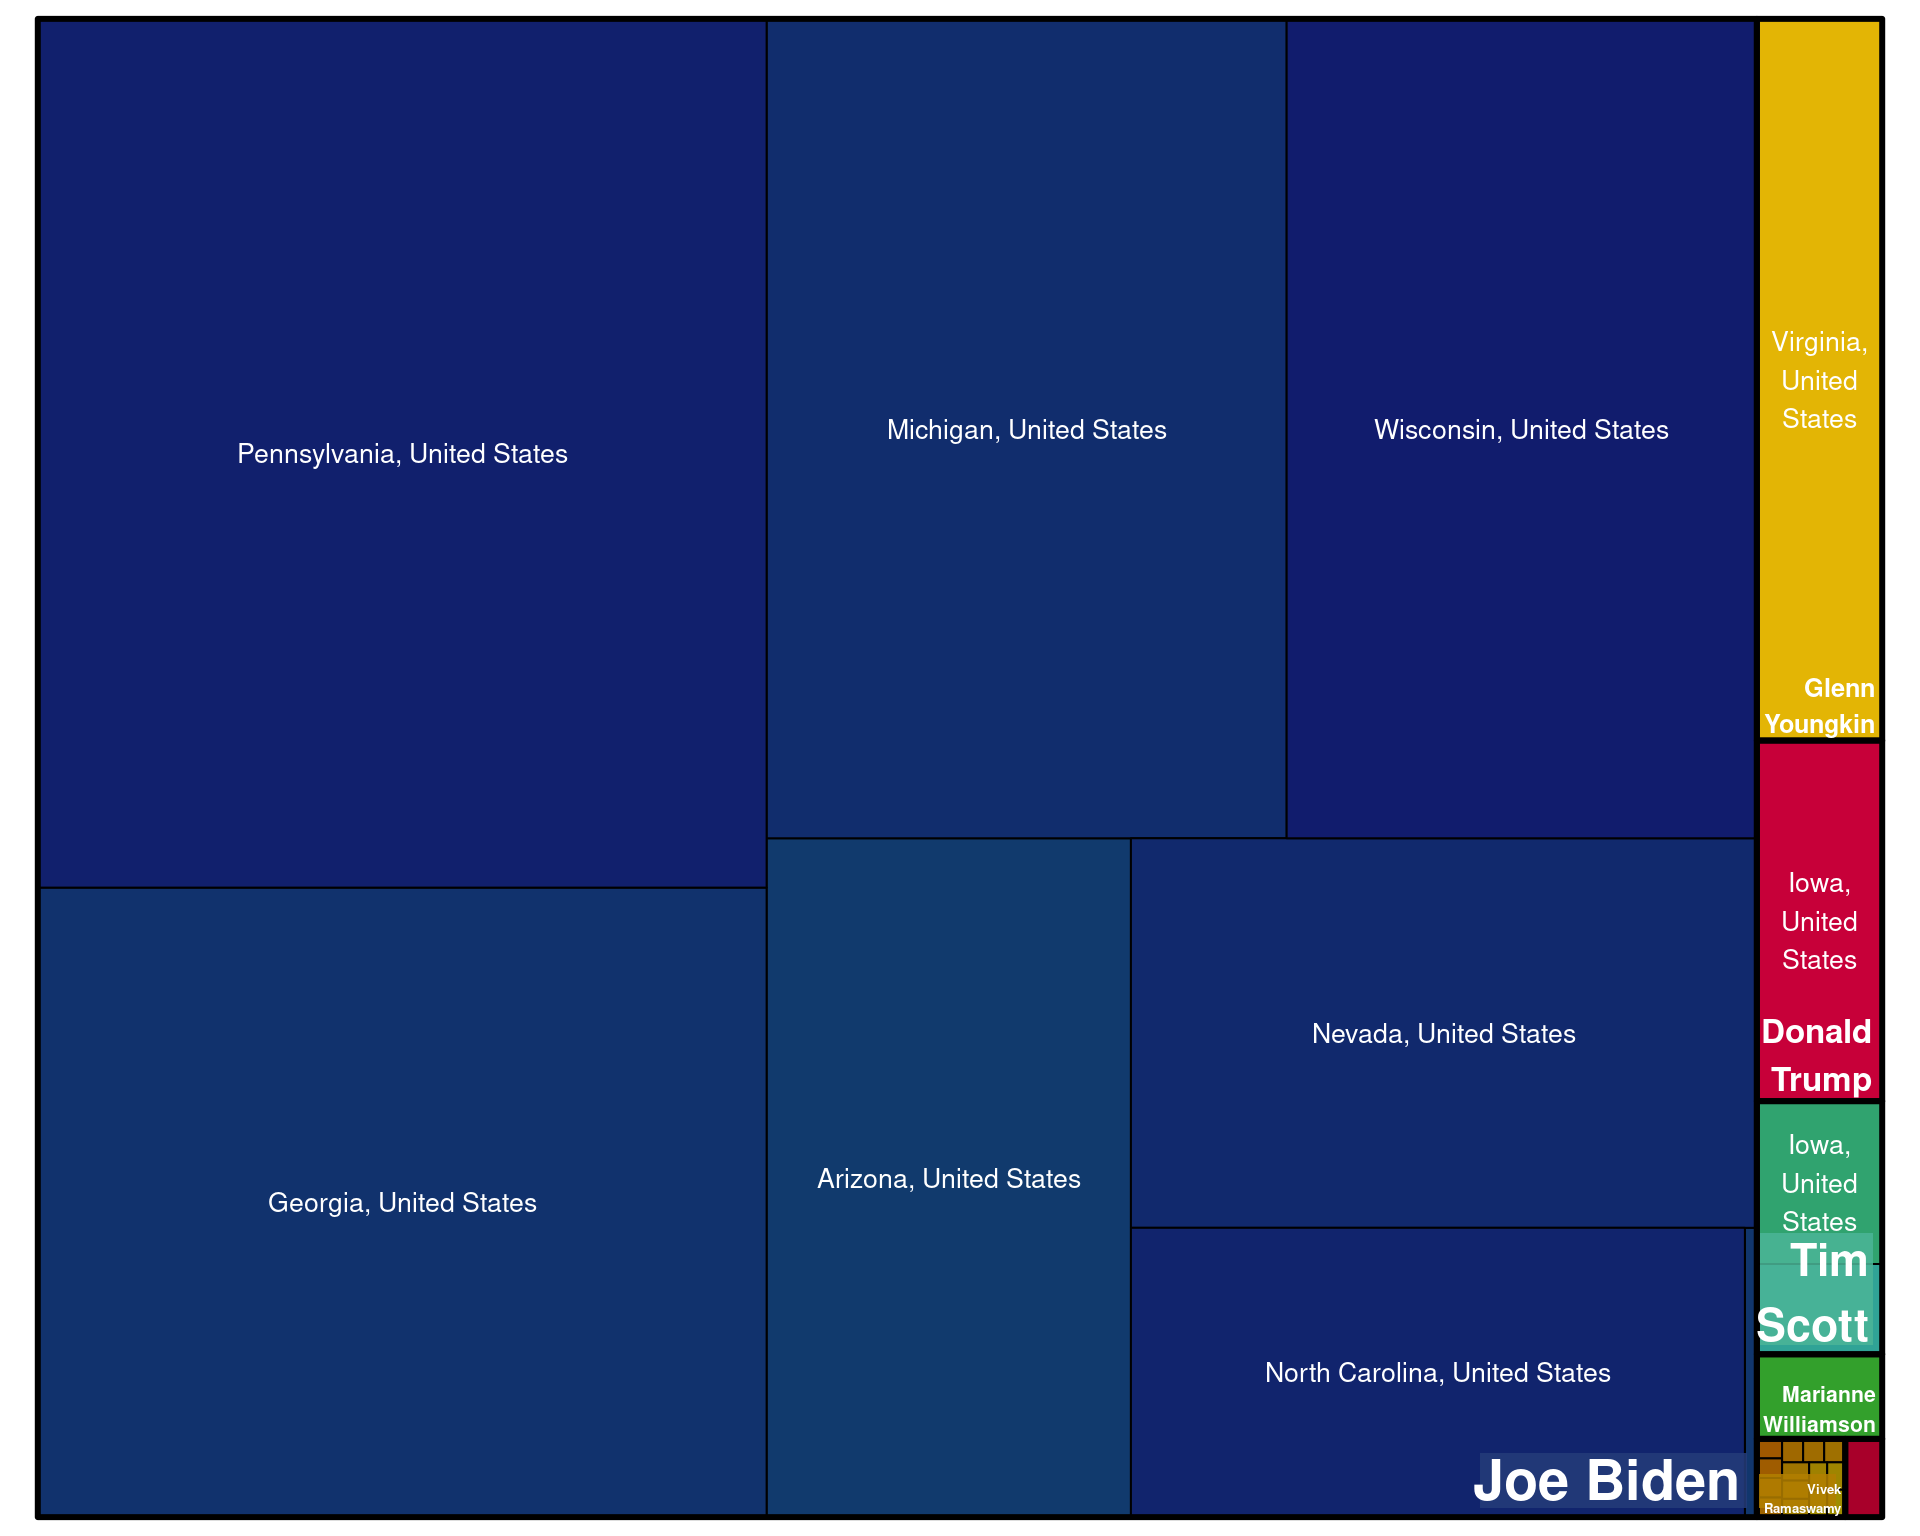 Pennsylvania, United States
Michigan, United States
Wisconsin, United States
Virginia,
United
States
Glenn
Youngkin
Georgia, United States
Arizona, United States
Nevada, United States
North Carolina, United States
Joe Biden
Iowa,
United
States
Donald
Trump
Iowa,
United
States
Tim
Scott
Marianne
Williamson
Vivek
Ramaswamy